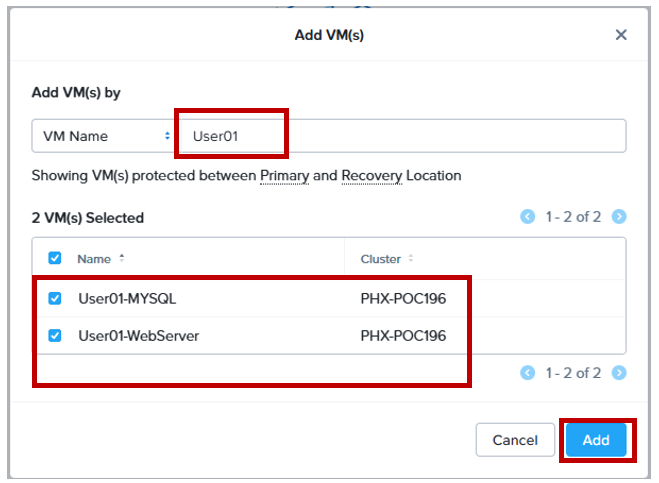 Add VM(s)
Add VM(s) by
VM Name User01
Showing VM(s) protected between Primary and Recovery Location
2 VM(s) Selected 1 - 2 of 2
Name Cluster
User01-MYSQL PHX-POC196
User01-WebServer PHX-POC196
1 - 2 of 2
Cancel Add